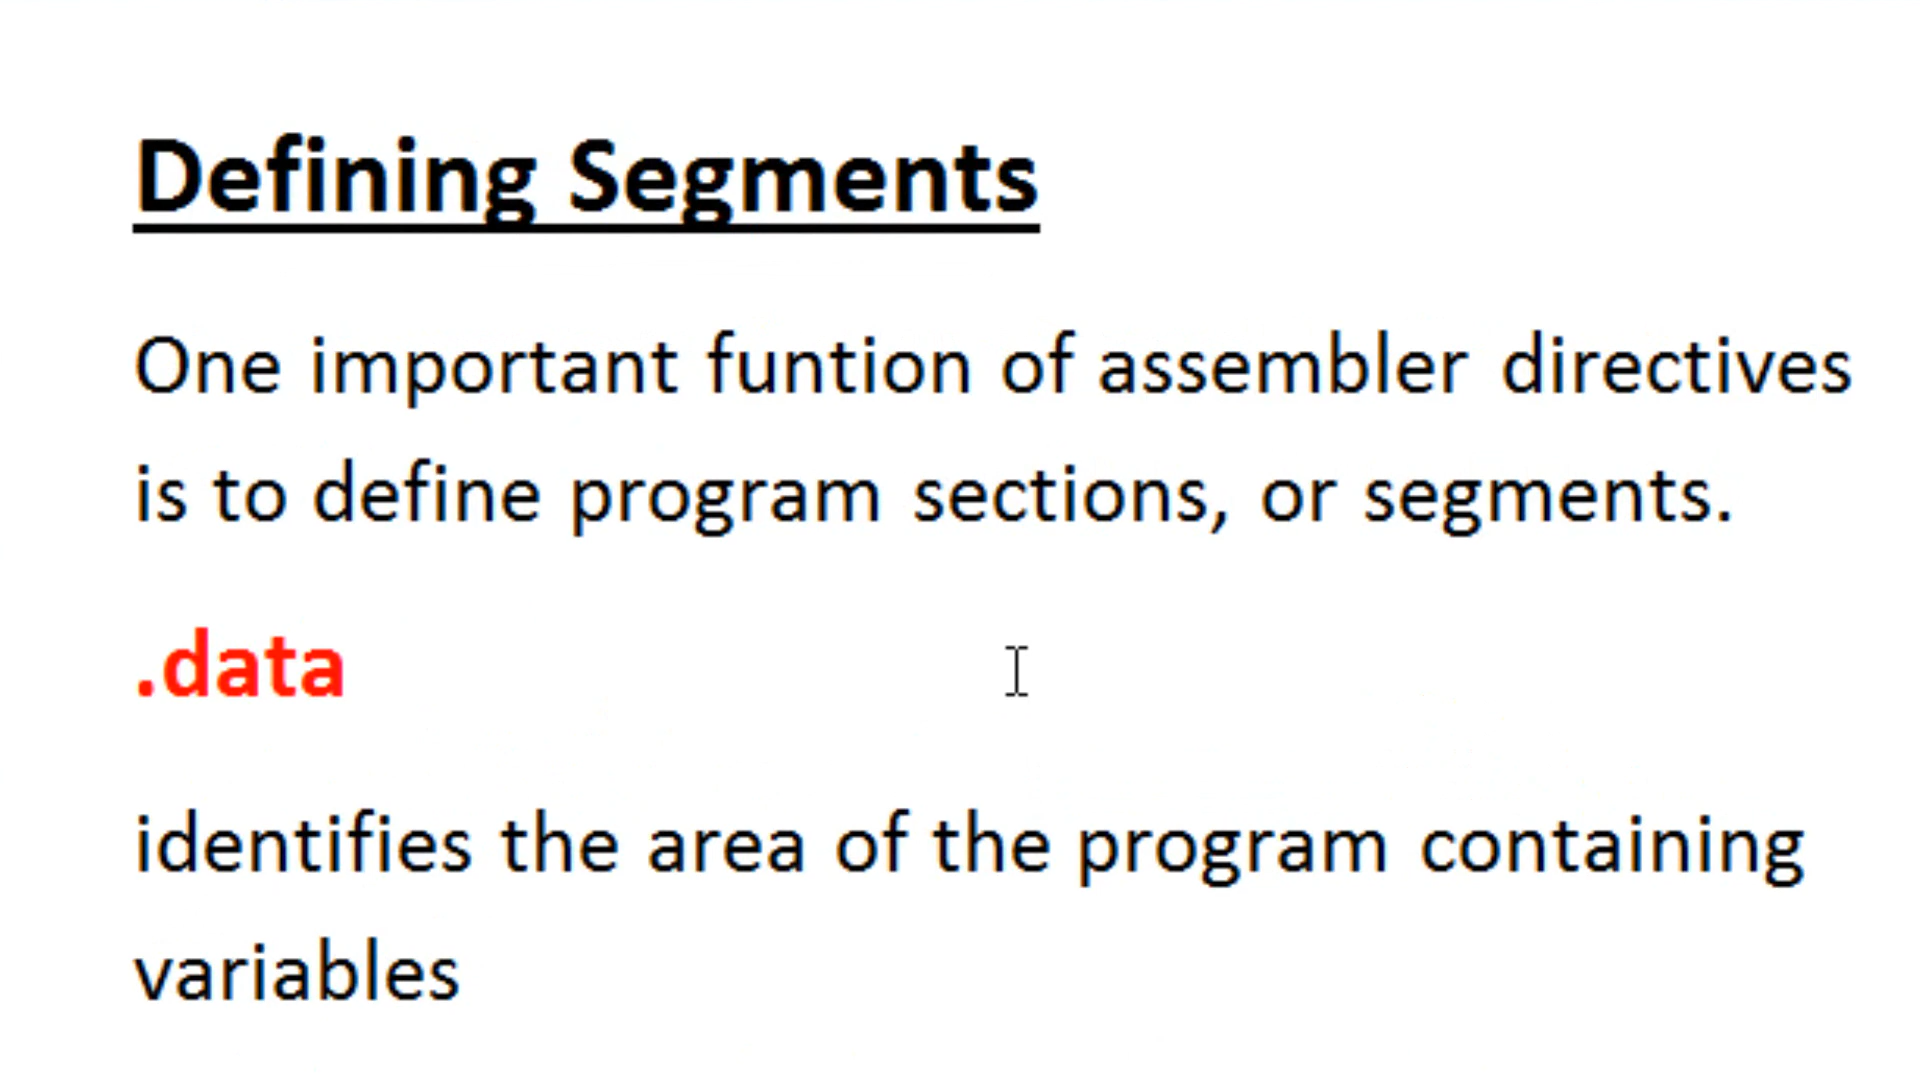 Defining Segments
One important funtion of assembler directives
is to define program sections, or segments.
.data
identifies the area of the program containing
variables